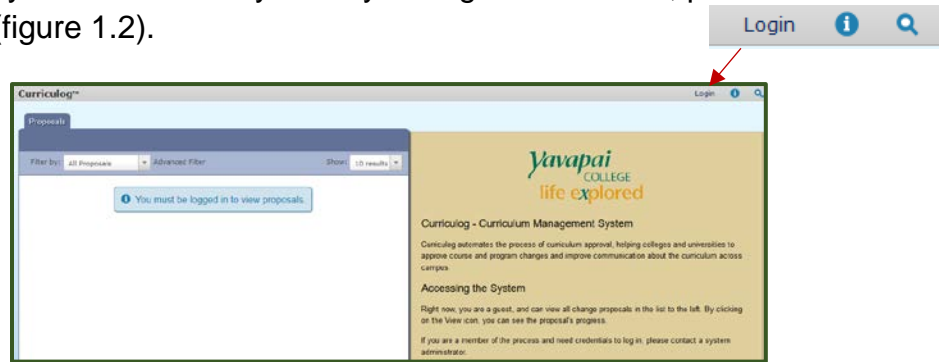 (figure 1.2).
Login
Curriculog™
Login
Proposals
Filter by: All Proposals Advanced Filter Show: 10 results
You must be logged in to view proposals.
Yavapai
COLLEGE
life explored
Curriculog - Curriculum Management System
Curriculog automates the process of curriculum approval, helping colleges and universities to
approve course and program changes and improve communication about the curriculum across
campus.
Accessing the System
Right now, you are a guest, and can view all change proposals in the list to the left. By clicking
on the View icon, you can see the proposal's progress.
If you are a member of the process and need credentials to log in, please contact a system
administrator.